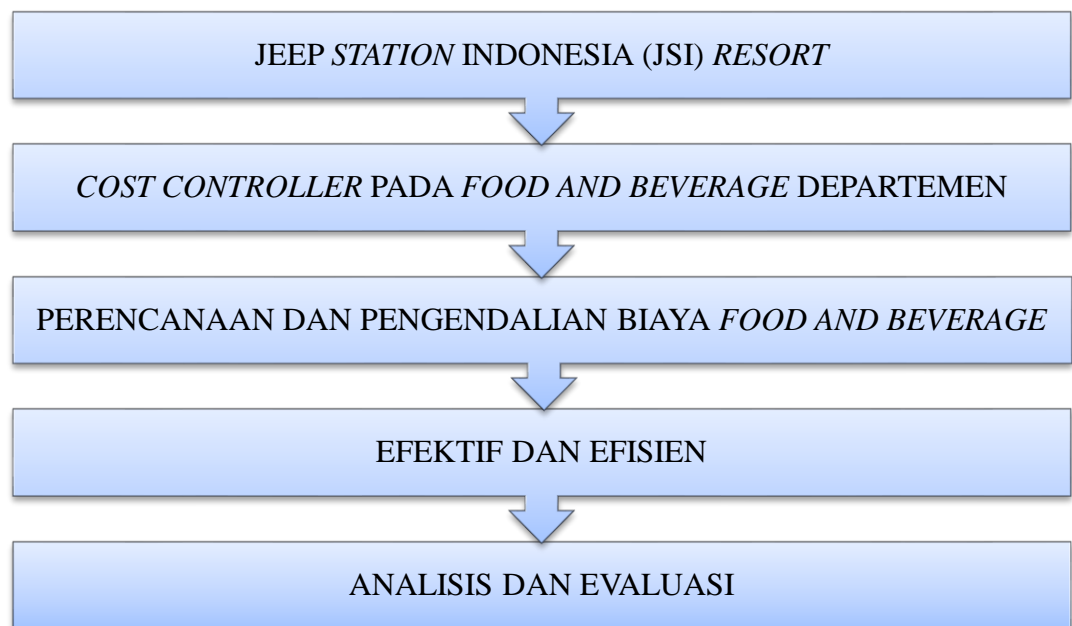 JEEP STATION INDONESIA (JSI) RESORT
COST CONTROLLER PADA FOOD AND BEVERAGE DEPARTEMEN
PERENCANAAN DAN PENGENDALIAN BIAYA FOOD AND BEVERAGE
EFEKTIF DAN EFISIEN
ANALISIS DAN EVALUASI